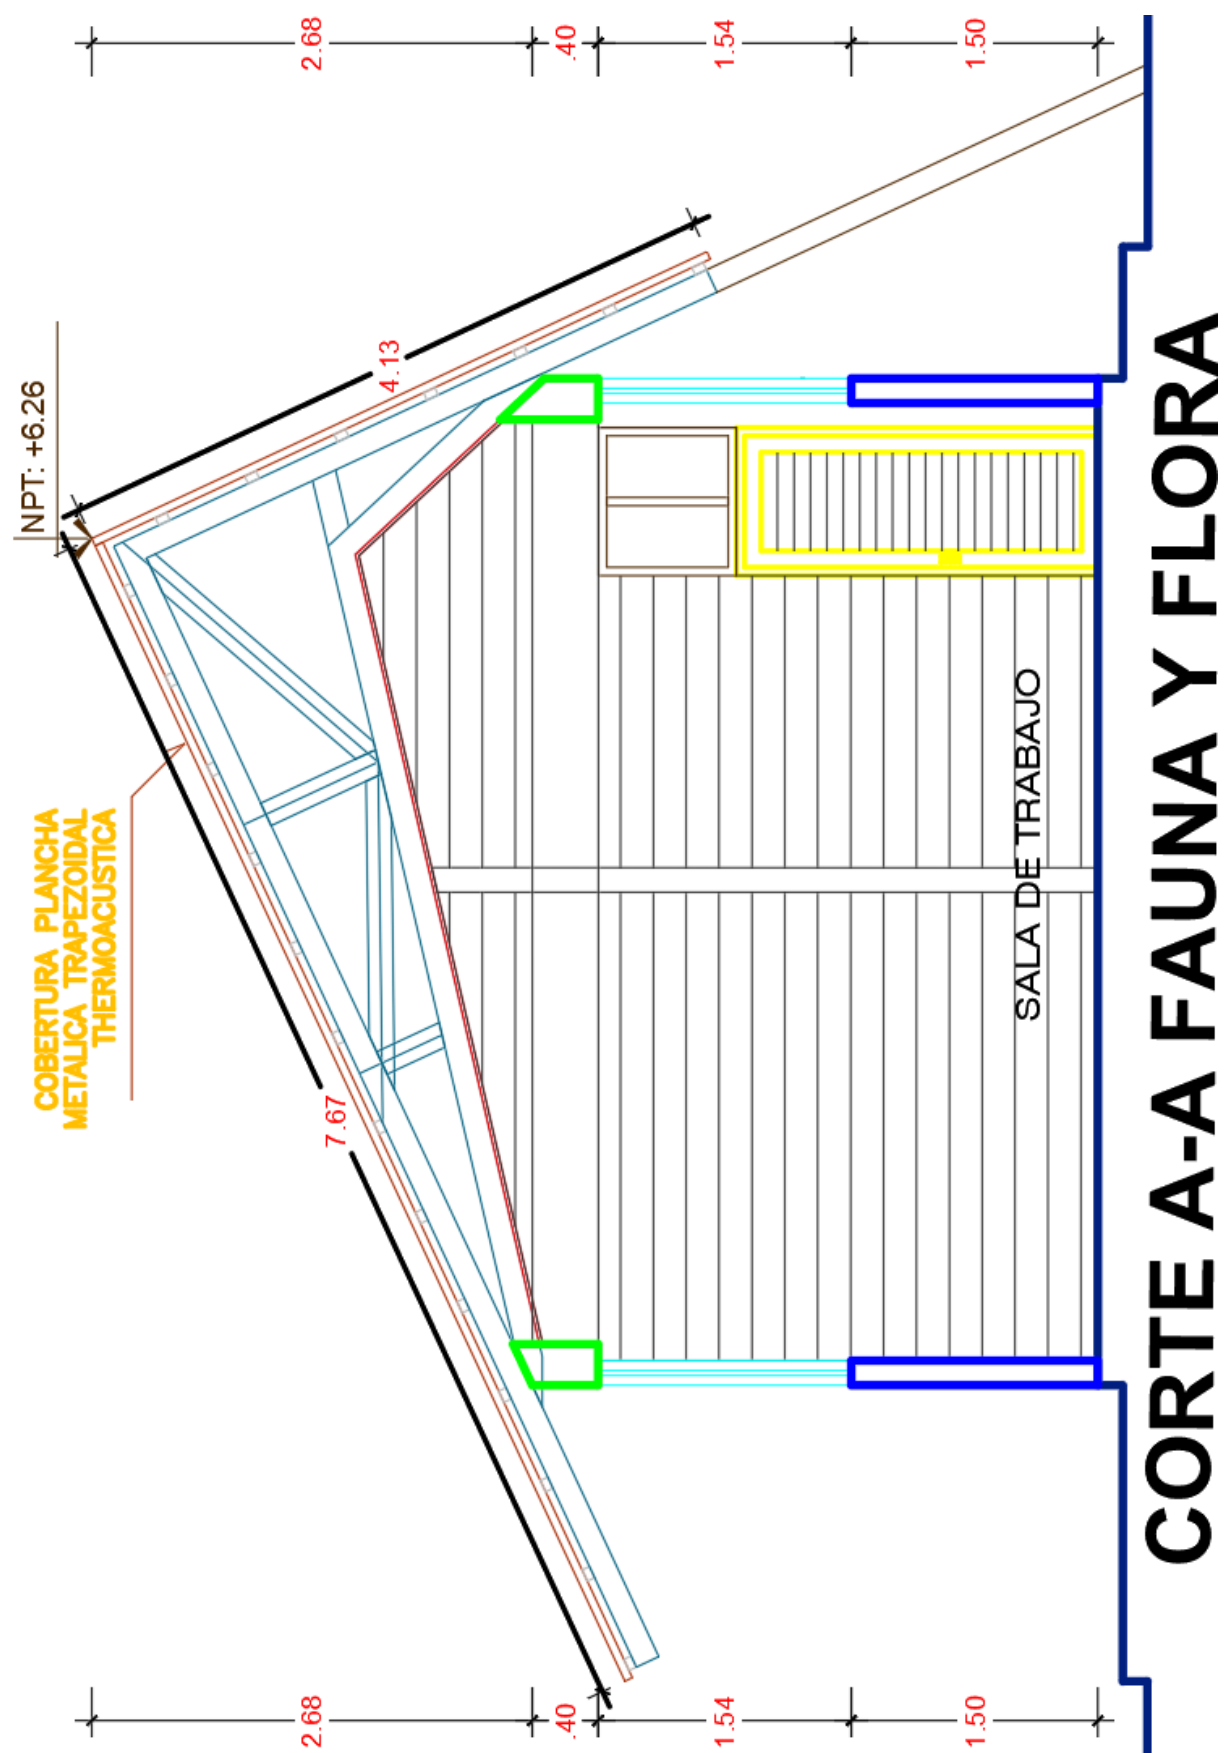 NPT: +6.26
COBERTURA PLANCHA
METALICA TRAPEZOIDAL
THERMOACUSTICA
7.67
4.13
2.68
.40
1.54
1.50
2.68
.40
1.54
1.50
SALA DE TRABAJO
CORTE A-A FAUNA Y FLORA